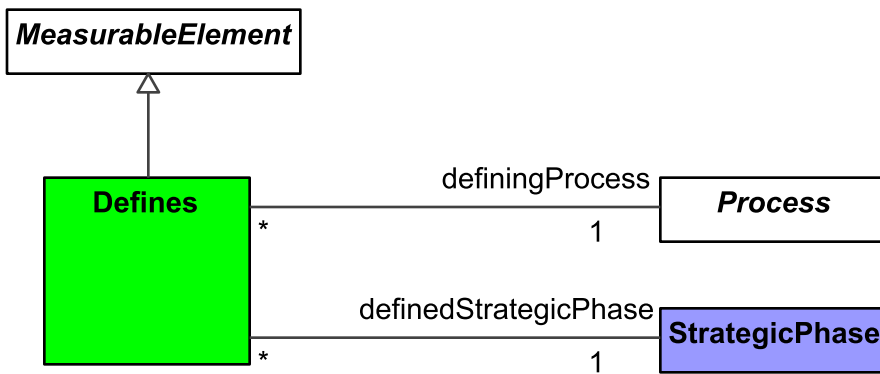 MeasurableElement
Defines
definingProcess
Process
*
1
definedStrategicPhase
StrategicPhase
*
1